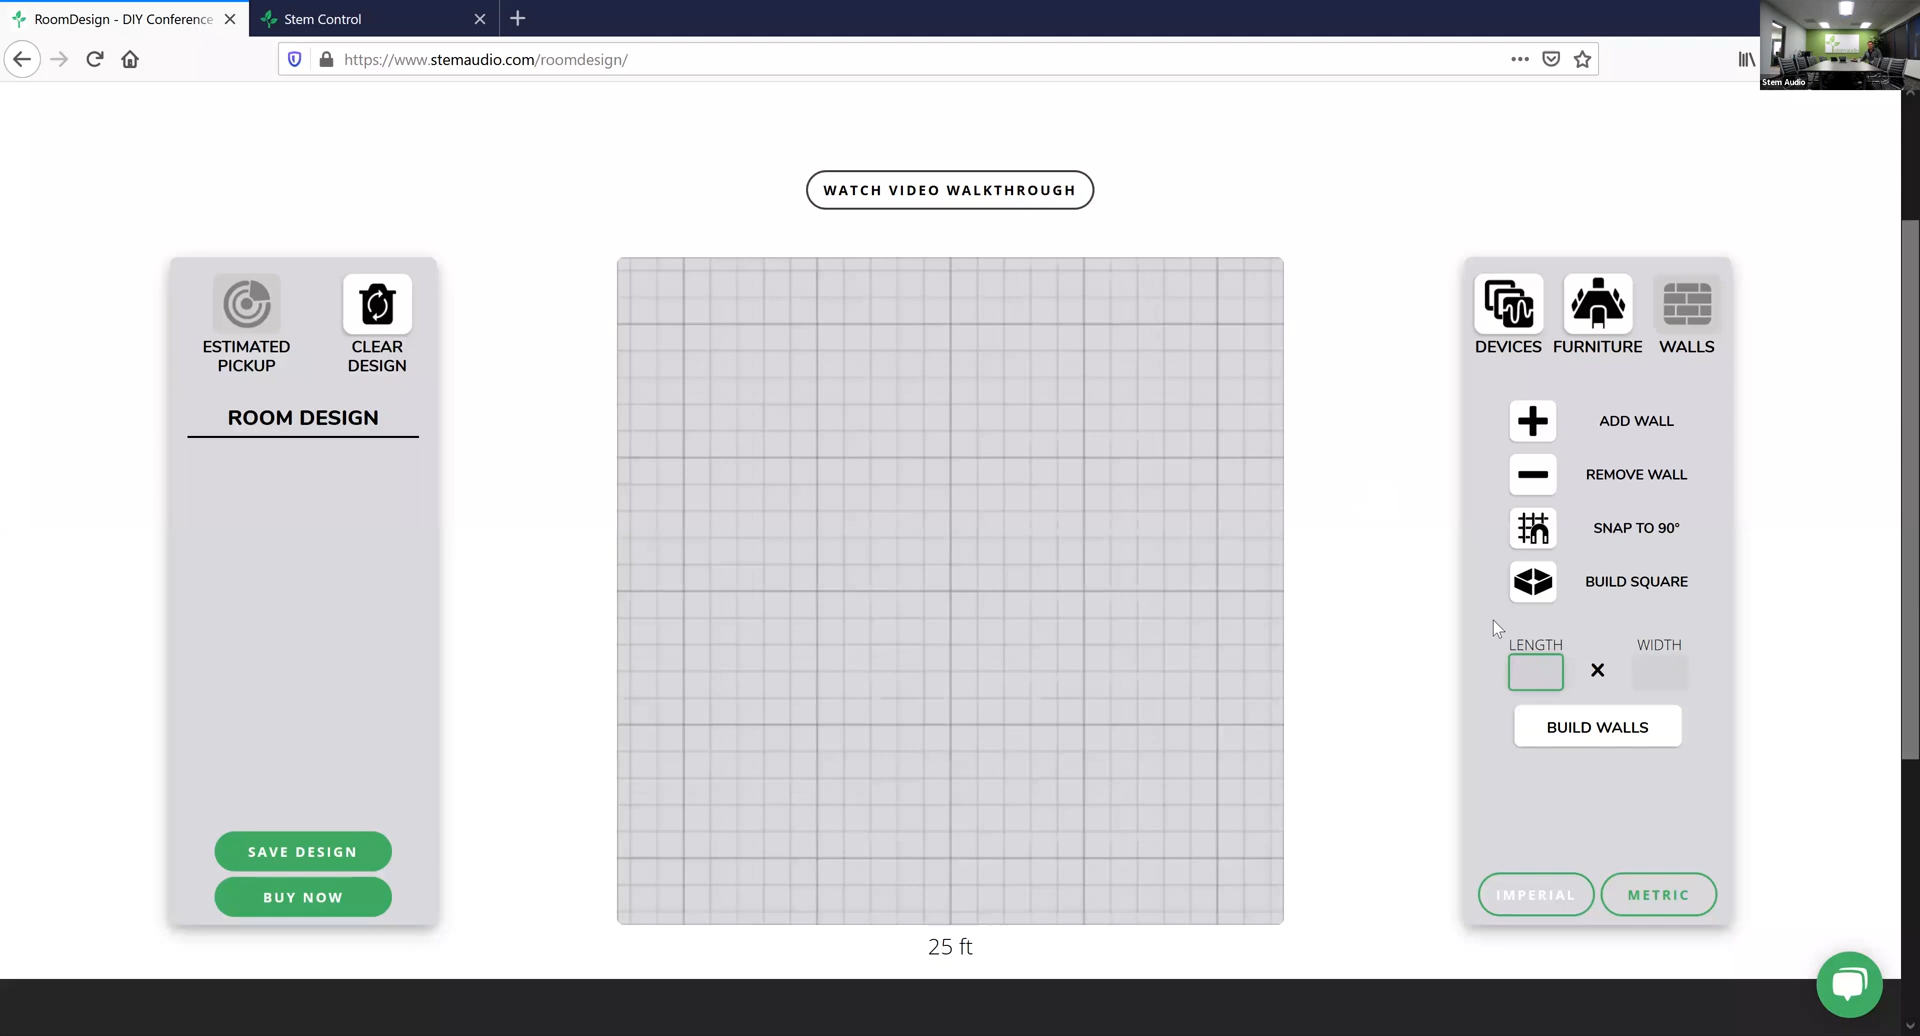 RoomDesign - DIY Conference
Stem Control
https://www.stemaudio.com/roomdesign/
Stem Audio
WATCH VIDEO WALKTHROUGH
ESTIMATED
PICKUP
CLEAR
DESIGN
ROOM DESIGN
SAVE DESIGN
BUY NOW
25 ft
DEVICES
FURNITURE
WALLS
ADD WALL
REMOVE WALL
SNAP TO 90°
BUILD SQUARE
LENGTH
WIDTH
BUILD WALLS
IMPERIAL
METRIC